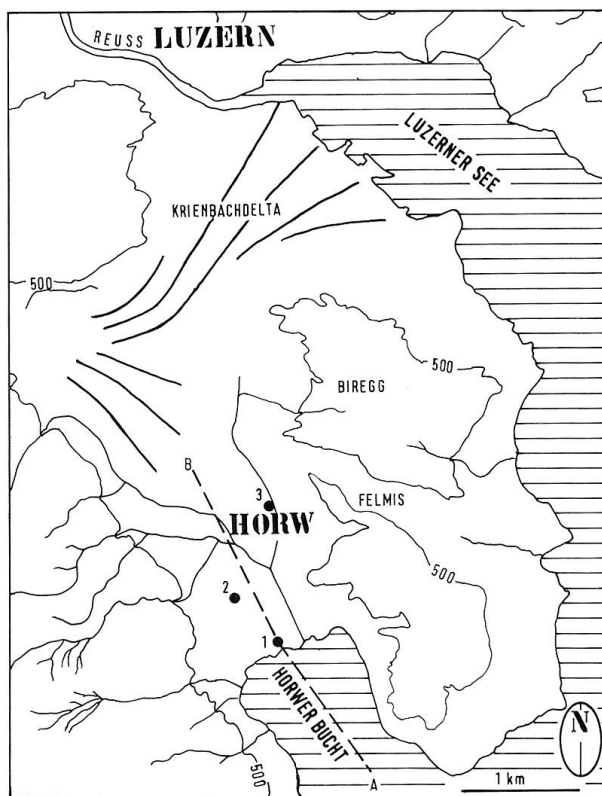 REUSS
LUZERN
LUZERNER SEE
KRIENBACHDELTA
500
500
BIREGG
B
3
FELMIS
HORW
500
2
1
HORWER BUCHT
N
500
A
1 km